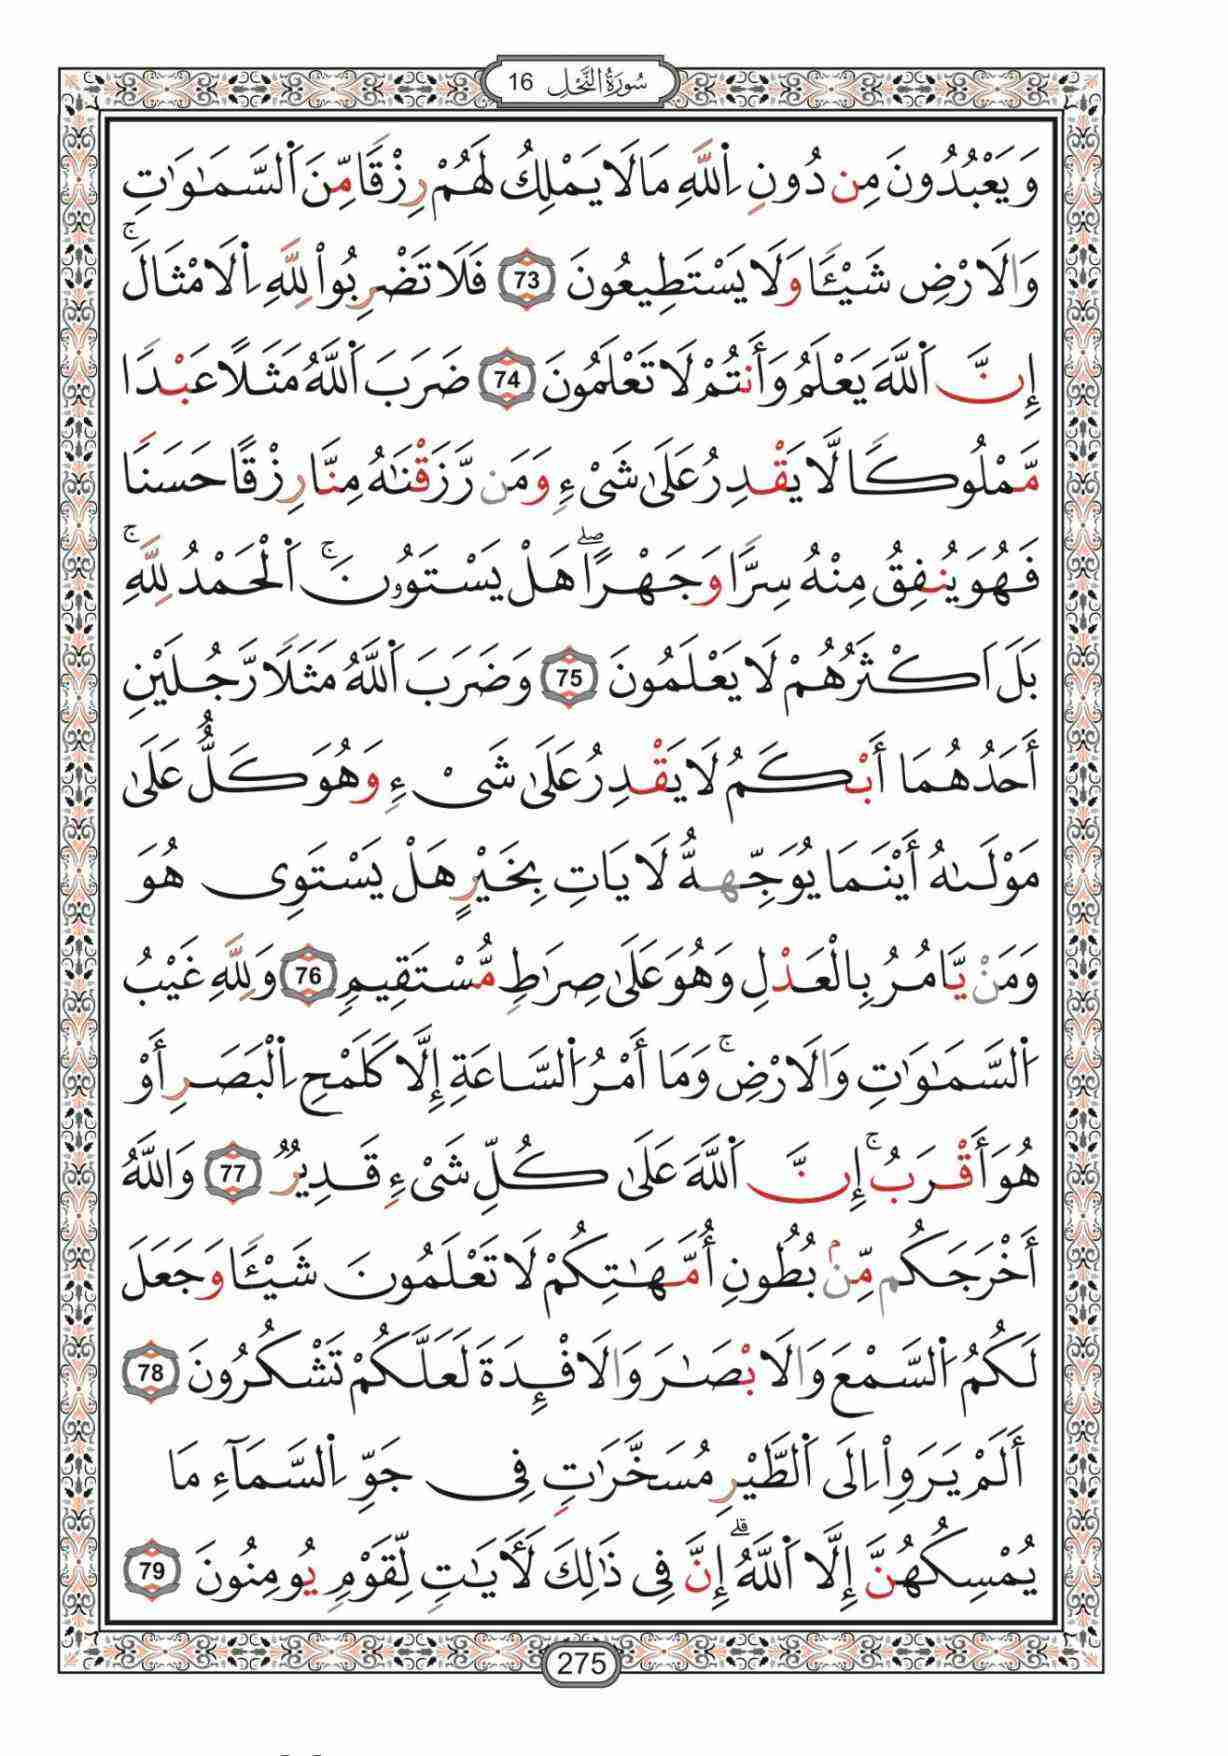 سُورَةُ النَّحْلِ 16
وَيَعْبُدُونَ مِن دُونِ اِ۬للَّهِ مَا لَا يَمْلِكُ لَهُمْ رِزْقًا مِّنَ اَ۬لسَّمَٰوَٰتِ
وَالَارْضِ شَيْـًٔا وَلَا يَسْتَطِيعُونَ 73 فَلَا تَضْرِبُواْ لِلَّهِ اِ۬لَامْثَالَۚ
إِنَّ اَ۬للَّهَ يَعْلَمُ وَأَنتُمْ لَا تَعْلَمُونَ 74 ضَرَبَ اَ۬للَّهُ مَثَلًا عَبْدًا
مَّمْلُوكًا لَّا يَقْدِرُ عَلَىٰ شَىْءٍ وَمَن رَّزَقْنَٰهُ مِنَّا رِزْقًا حَسَنًا
فَهُوَ يُنفِقُ مِنْهُ سِرًّا وَجَهْرًاۖ هَلْ يَسْتَوُۥنَۚ اَ۬لْحَمْدُ لِلَّهِۚ
بَلَ اَكْثَرُهُمْ لَا يَعْلَمُونَ 75 وَضَرَبَ اَ۬للَّهُ مَثَلًا رَّجُلَيْنِ
أَحَدُهُمَا أَبْكَمُ لَا يَقْدِرُ عَلَىٰ شَىْءٍ وَهُوَ كَلٌّ عَلَىٰ
مَوْلَىٰهُ أَيْنَمَا يُوَجِّههُّ لَا يَاتِ بِخَيْرٍ هَلْ يَسْتَوِى هُوَ
وَمَنْ يَّامُرُ بِالْعَدْلِ وَهُوَ عَلَىٰ صِرَٰطٍ مُّسْتَقِيمٍ 76 وَلِلَّهِ غَيْبُ
اُ۬لسَّمَٰوَٰتِ وَالَارْضِۚ وَمَا أَمْرُ اُ۬لسَّاعَةِ إِلَّا كَلَمْحِ اِ۬لْبَصَرِ أَوْ
هُوَ أَقْرَبُۚ إِنَّ اَ۬للَّهَ عَلَىٰ كُلِّ شَىْءٍ قَدِيرٌ 77 وَاللَّهُ
أَخْرَجَكُم مِّنۢ بُطُونِ أُمَّهَٰتِكُمْ لَا تَعْلَمُونَ شَيْـًٔا وَجَعَلَ
لَكُمُ اُ۬لسَّمْعَ وَالَابْصَٰرَ وَالَافْـِٕدَةَ لَعَلَّكُمْ تَشْكُرُونَ 78
أَلَمْ يَرَوِاْ اِلَى اَ۬لطَّيْرِ مُسَخَّرَٰتٍ فِى جَوِّ اِ۬لسَّمَآءِ مَا
يُمْسِكُهُنَّ إِلَّا اَ۬للَّهُۗ إِنَّ فِى ذَٰلِكَ لَأَيَٰتٍ لِّقَوْمٍ يُومِنُونَ 79
275